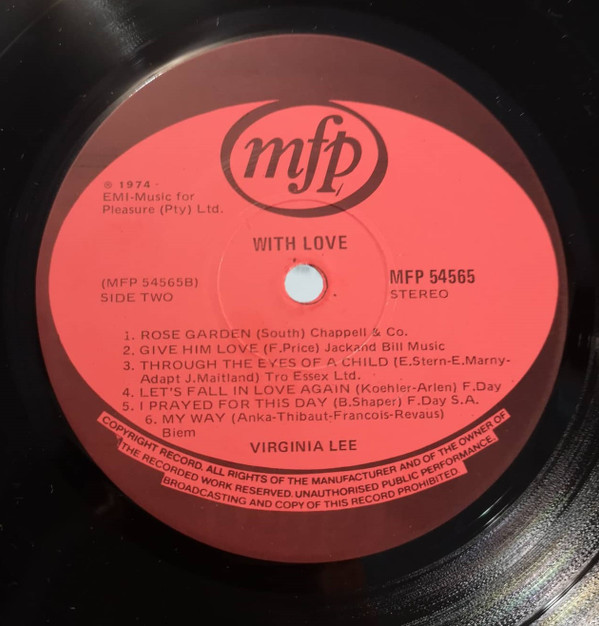 mfp
℗ 1974 ·
EMI-Music for
Pleasure (Pty) Ltd.
WITH LOVE
(MFP 54565B)
SIDE TWO
MFP 54565
STEREO
1. ROSE GARDEN (South) Chappell & Co.
2. GIVE HIM LOVE (F.Price) Jackand Bill Music
3. THROUGH THE EYES OF A CHILD (E.Stern-E.Marny-
Adapt J.Maitland) Tro Essex Ltd.
4. LET'S FALL IN LOVE AGAIN (Koehler-Arlen) F.Day
5. I PRAYED FOR THIS DAY (B.Shaper) F.Day S.A.
6. MY WAY (Anka-Thibaut-Francois-Revaus)
Biem
VIRGINIA LEE
COPYRIGHT RECORD. ALL RIGHTS OF THE MANUFACTURER AND OF THE OWNER OF
THE RECORDED WORK RESERVED. UNAUTHORISED PUBLIC PERFORMANCE,
BROADCASTING AND COPY OF THIS RECORD PROHIBITED